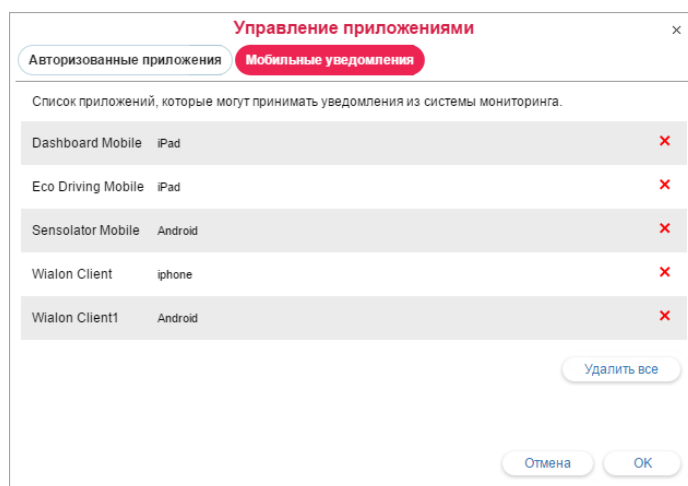 Управление приложениями
Авторизованные приложения Мобильные уведомления
Список приложений, которые могут принимать уведомления из системы мониторинга.
Dashboard Mobile iPad
Eco Driving Mobile iPad
Sensolator Mobile Android
Wialon Client iphone
Wialon Client1 Android
Удалить все
Отмена OK